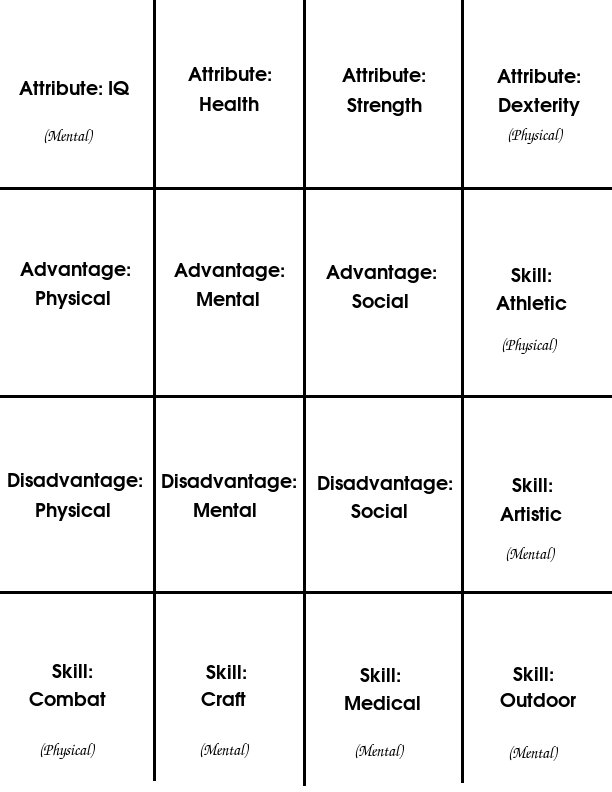 Attribute: IQ
(Mental)
Attribute:
Health
Attribute:
Strength
Attribute:
Dexterity
(Physical)
Advantage:
Physical
Advantage:
Mental
Advantage:
Social
Skill:
Athletic
(Physical)
Disadvantage:
Physical
Disadvantage:
Mental
Disadvantage:
Social
Skill:
Artistic
(Mental)
Skill:
Combat
(Physical)
Skill:
Craft
(Mental)
Skill:
Medical
(Mental)
Skill:
Outdoor
(Mental)